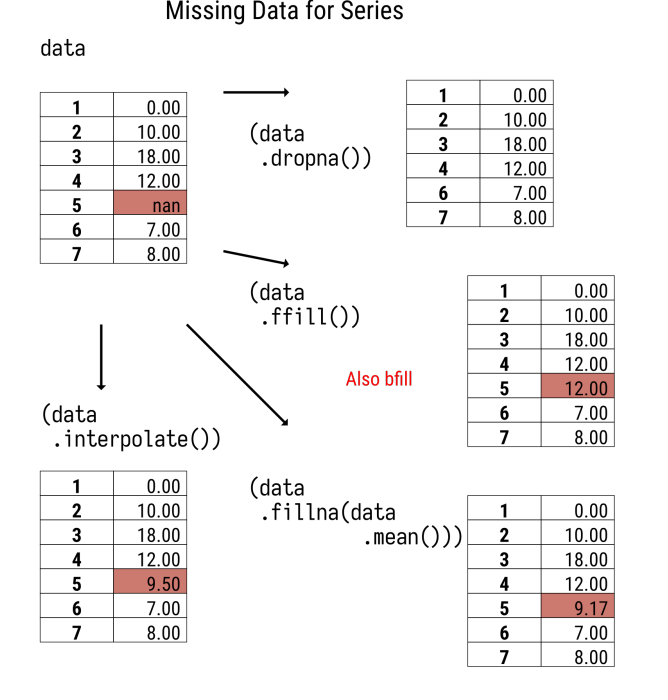 Missing Data for Series
data
1 0.00
2 10.00
3 18.00
4 12.00
5 nan
6 7.00
7 8.00
(data
.dropna())
1 0.00
2 10.00
3 18.00
4 12.00
6 7.00
7 8.00
(data
.ffill())
Also bfill
1 0.00
2 10.00
3 18.00
4 12.00
5 12.00
6 7.00
7 8.00
(data
.interpolate())
1 0.00
2 10.00
3 18.00
4 12.00
5 9.50
6 7.00
7 8.00
(data
.fillna(data
.mean()))
1 0.00
2 10.00
3 18.00
4 12.00
5 9.17
6 7.00
7 8.00